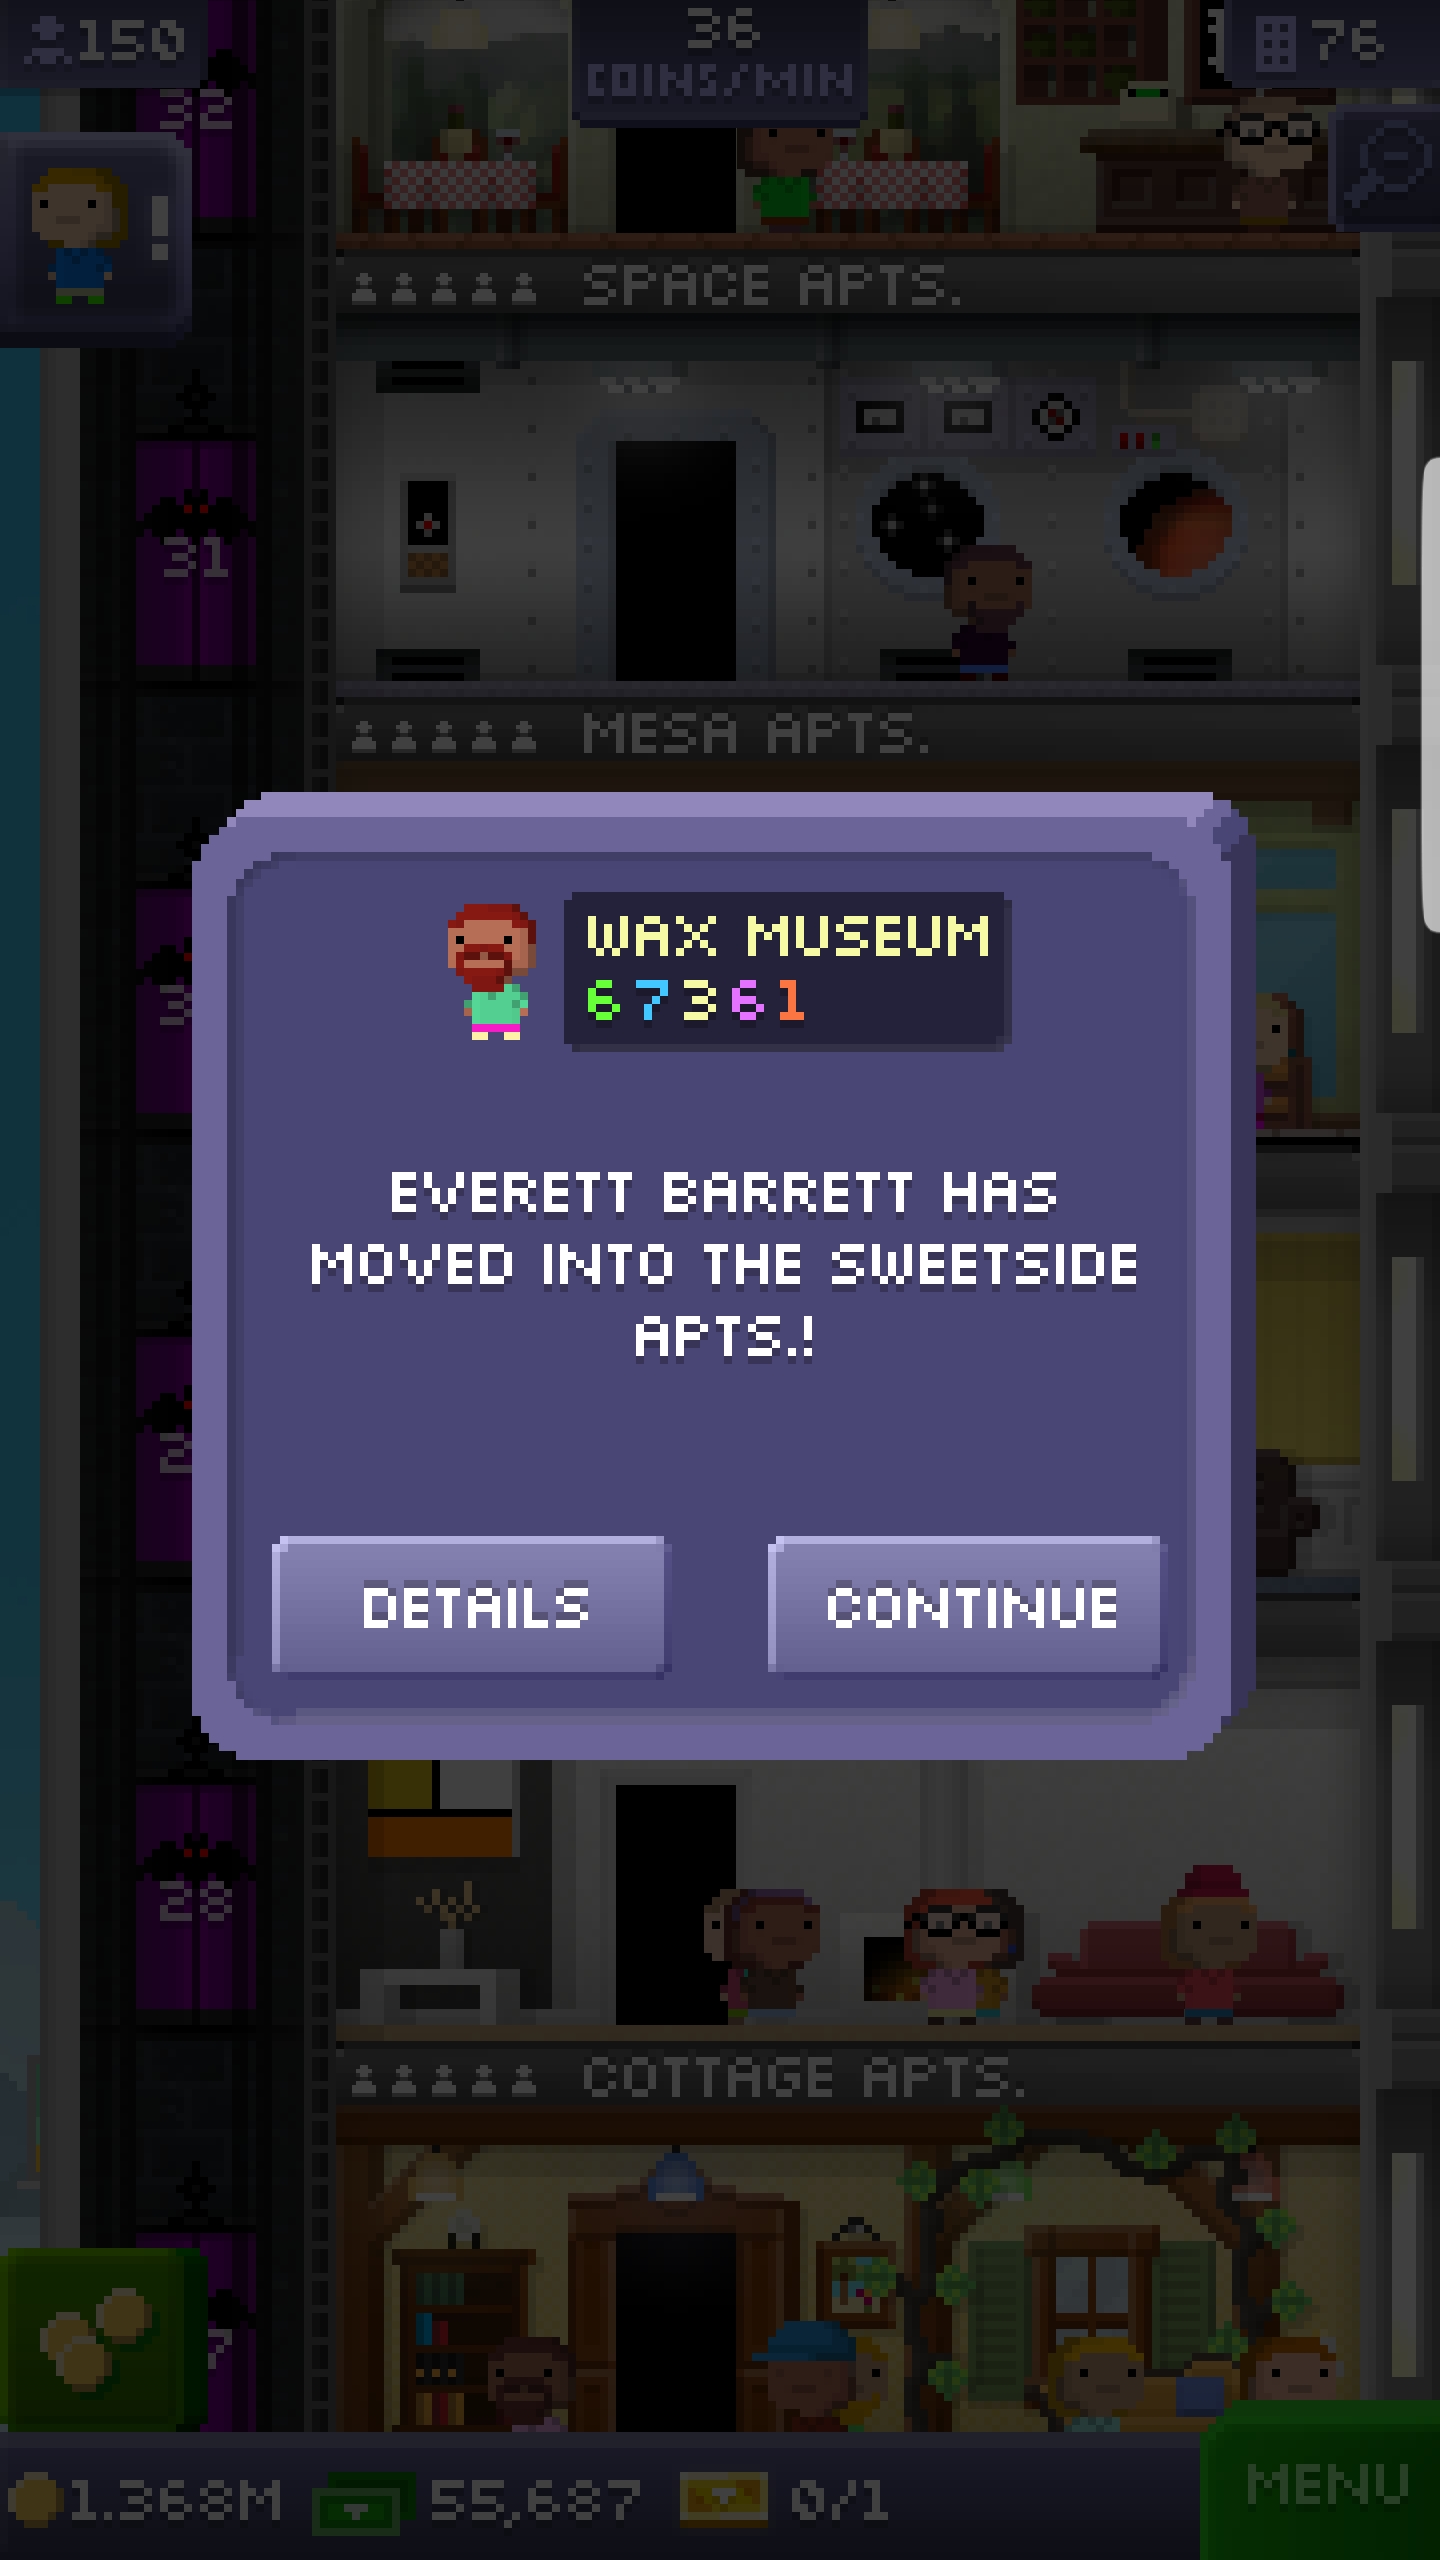 150
36
COINS/MIN
76
32
SPACE APTS.
31
MESA APTS.
WAX MUSEUM
67361
EVERETT BARRETT HAS
MOVED INTO THE SWEETSIDE
APTS.!
DETAILS
CONTINUE
28
COTTAGE APTS.
1.368M
55,687
0/1
MENU